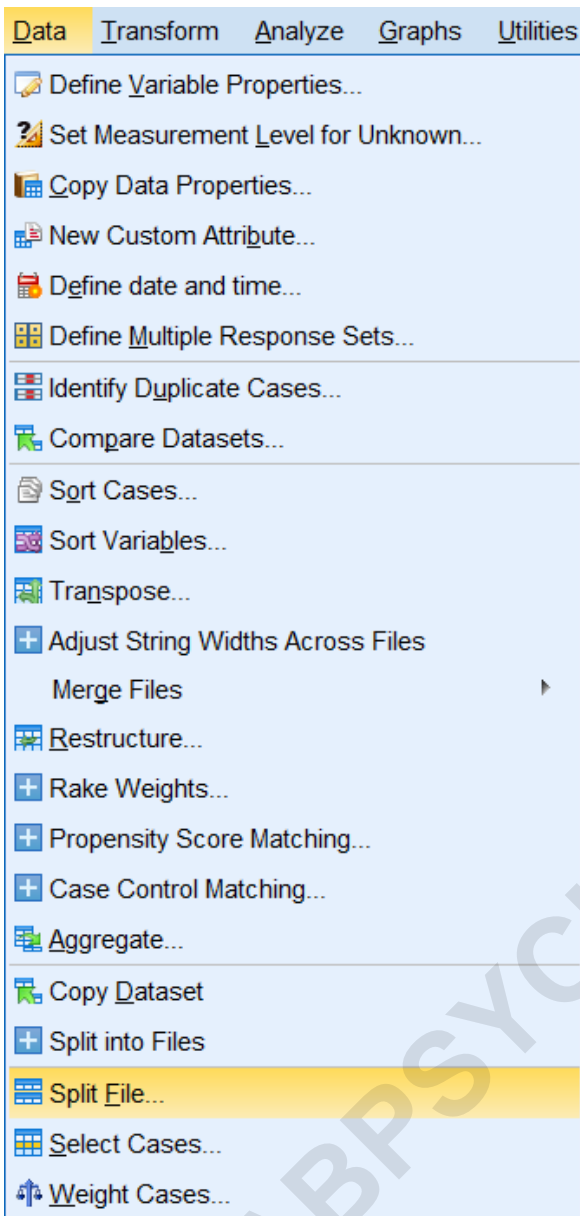 Data Transform Analyze Graphs Utilities
Define Variable Properties...
Set Measurement Level for Unknown...
Copy Data Properties...
New Custom Attribute...
Define date and time...
Define Multiple Response Sets...
Identify Duplicate Cases...
Compare Datasets...
Sort Cases...
Sort Variables...
Transpose...
Adjust String Widths Across Files
Merge Files
Restructure...
Rake Weights...
Propensity Score Matching...
Case Control Matching...
Aggregate...
Copy Dataset
Split into Files
Split File...
Select Cases...
Weight Cases...